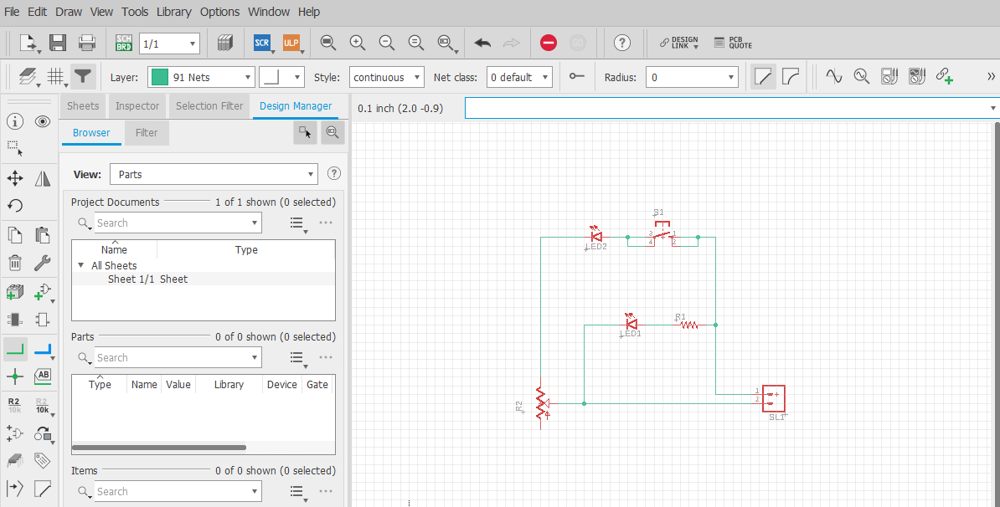 File Edit Draw View Tools Library Options Window Help
SCH BRD 1/1 SCR ULP GO DESIGN LINK PCB QUOTE
Layer: 91 Nets Style: continuous Net class: 0 default Radius: 0
Sheets Inspector Selection Filter Design Manager
0.1 inch (2.0 -0.9)
Browser Filter
View: Parts
Project Documents 1 of 1 shown (0 selected)
Search
Name Type
All Sheets
Sheet 1/1 Sheet
Parts 0 of 0 shown (0 selected)
Search
Type Name Value Library Device Gate
Items 0 of 0 shown (0 selected)
Search
AB
R2 10k R2 10k
S1
3 1
4 2
LED2
LED1
R1
R2
1
2
SL1